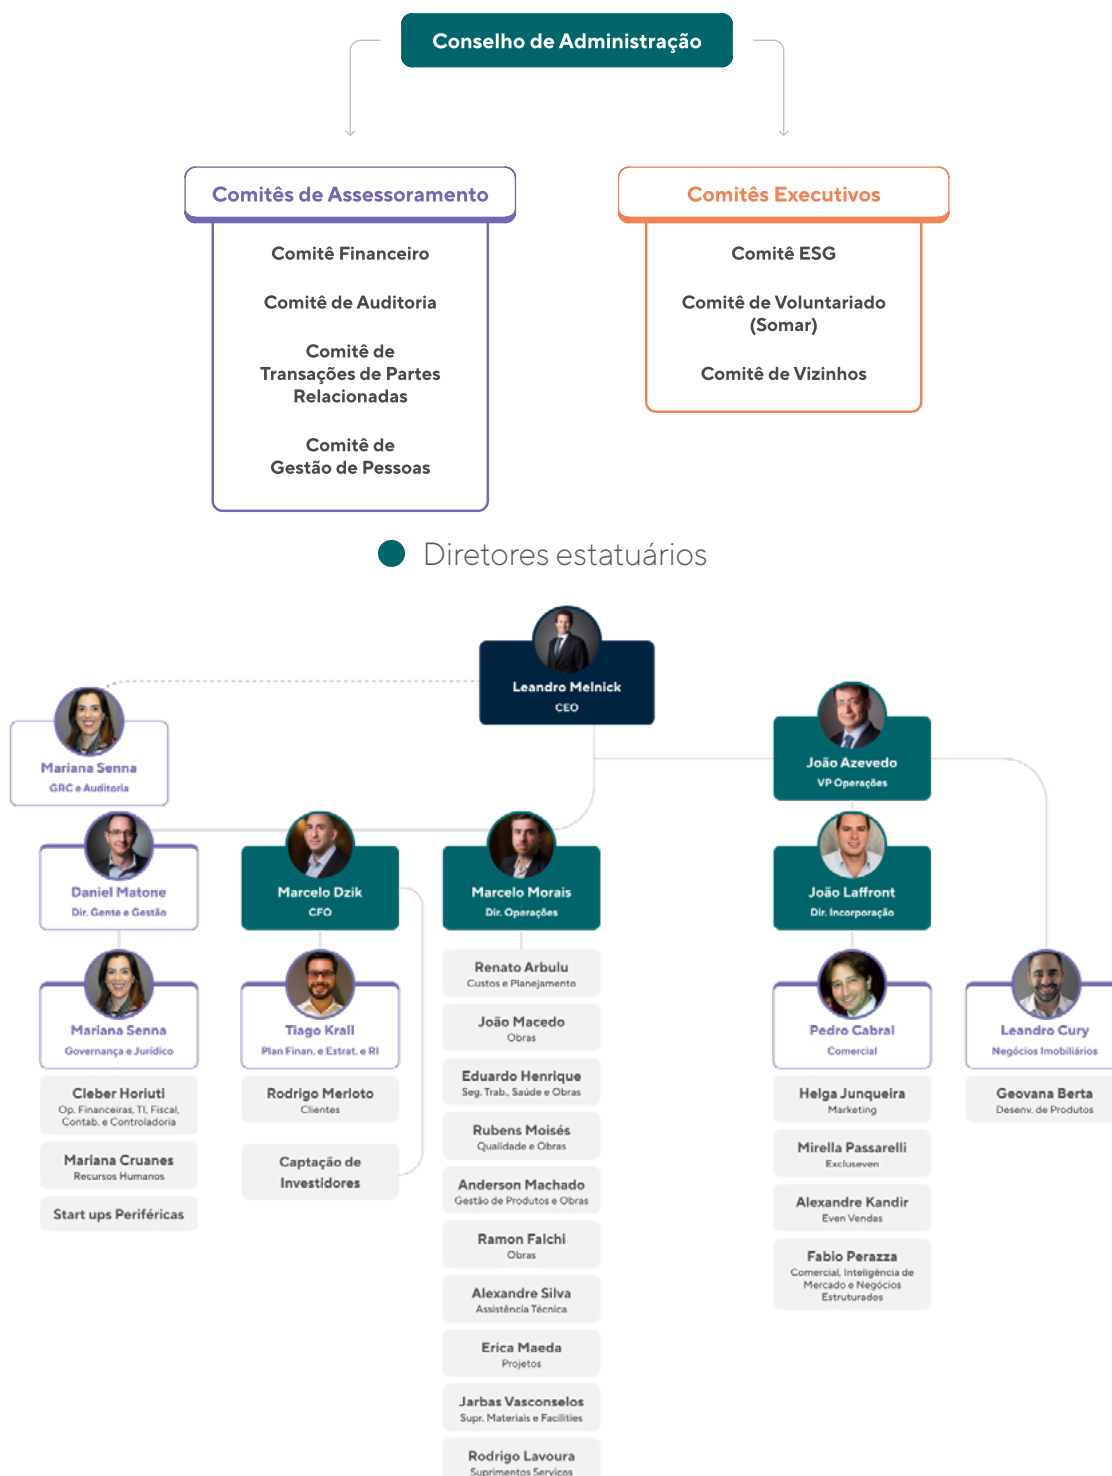 Conselho de Administração
Comitês de Assessoramento
Comitê Financeiro
Comitê de Auditoria
Comitê de
Transações de Partes
Relacionadas
Comitê de
Gestão de Pessoas
Comitês Executivos
Comitê ESG
Comitê de Voluntariado
(Somar)
Comitê de Vizinhos
Diretores estatuários
Leandro Melnick
CEO
Mariana Senna
GRC e Auditoria
João Azevedo
VP Operações
Daniel Matone
Dir. Gente e Gestão
Marcelo Dzik
CFO
Marcelo Morais
Dir. Operações
João Laffront
Dir. Incorporação
Mariana Senna
Governança e Jurídico
Cleber Horiuti
Op. Financeiras, TI, Fiscal,
Contab. e Controladoria
Mariana Cruanes
Recursos Humanos
Start ups Periféricas
Tiago Krall
Plan Finan. e Estrat. e RI
Rodrigo Merloto
Clientes
Captação de
Investidores
Renato Arbulu
Custos e Planejamento
João Macedo
Obras
Eduardo Henrique
Seg. Trab., Saúde e Obras
Rubens Moisés
Qualidade e Obras
Anderson Machado
Gestão de Produtos e Obras
Ramon Falchi
Obras
Alexandre Silva
Assistência Técnica
Erica Maeda
Projetos
Jarbas Vasconselos
Supr. Materiais e Facilities
Rodrigo Lavoura
Suprimentos Serviços
Pedro Cabral
Comercial
Helga Junqueira
Marketing
Mirella Passarelli
Excluseven
Alexandre Kandir
Even Vendas
Fabio Perazza
Comercial, Inteligência de
Mercado e Negócios
Estruturados
Leandro Cury
Negócios Imobiliários
Geovana Berta
Desenv. de Produtos